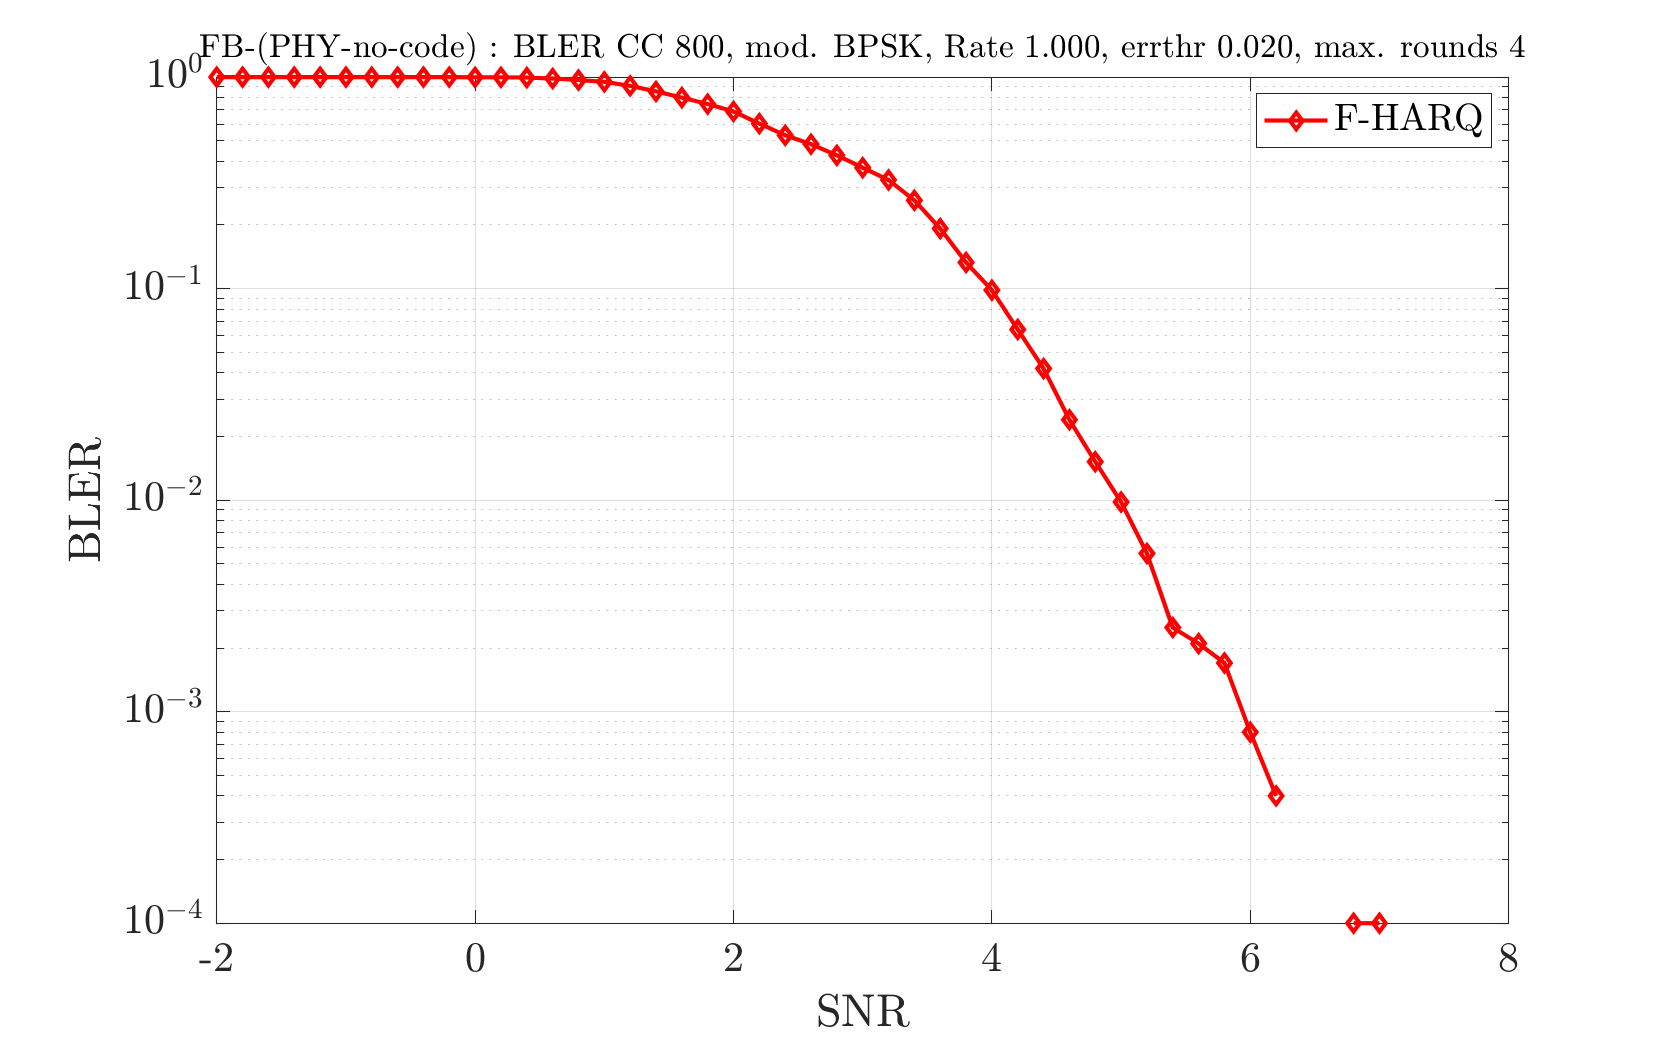 FB-(PHY-no-code) : BLER CC 800, mod. BPSK, Rate 1.000, errthr 0.020, max. rounds 4
10^0
F-HARQ
10^-1
10^-2
10^-3
10^-4
BLER
-2 0 2 4 6 8
SNR